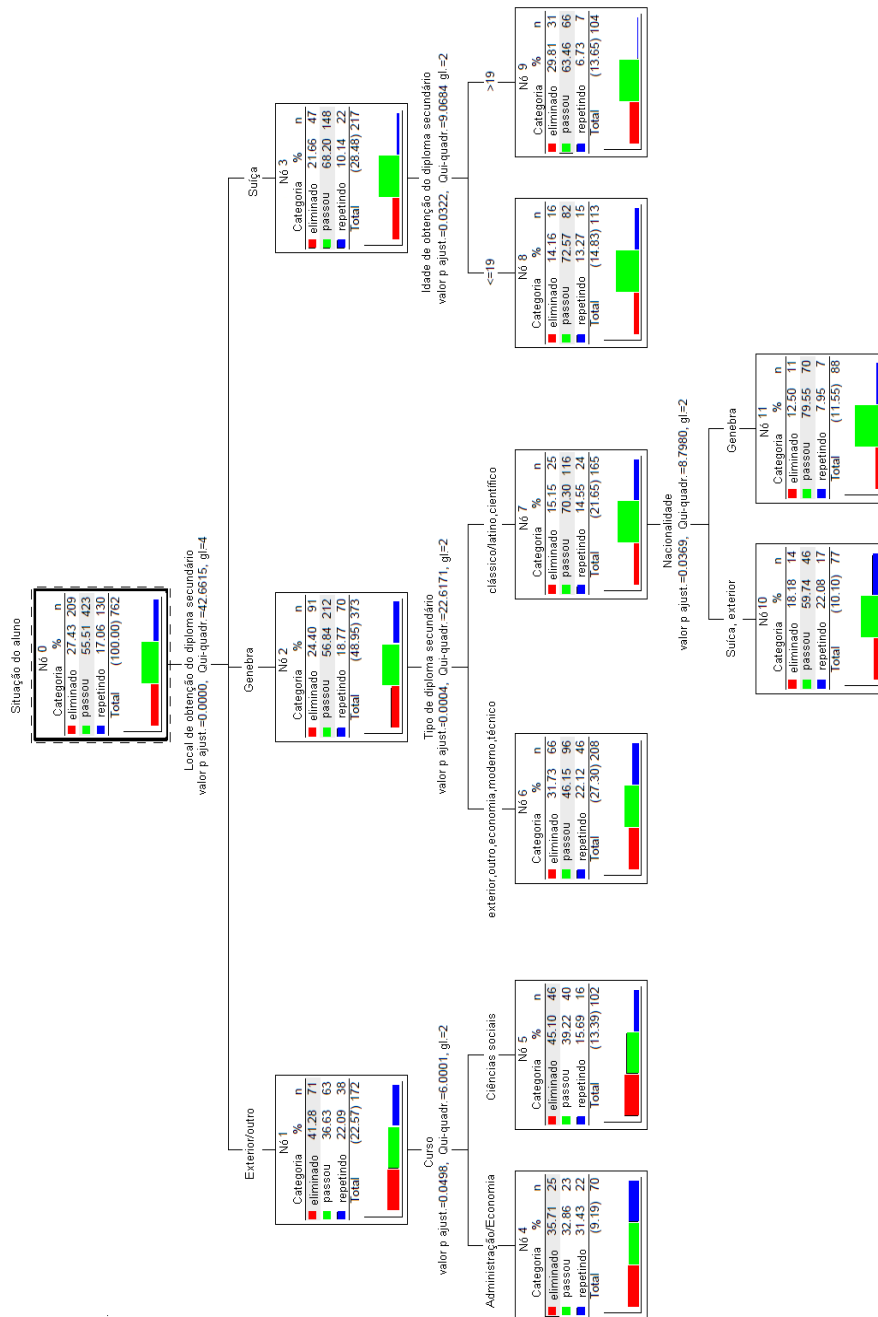 Situação do aluno
Nó 0
Categoria % n
eliminado 27.43 209
passou 55.51 423
repetindo 17.06 130
Total (100.00) 762
Local de obtenção do diploma secundário
valor p ajust.=0.0000, Qui-quadr.=42.6615, gl=4
Exterior/outro
Nó 1
Categoria % n
eliminado 41.28 71
passou 36.63 63
repetindo 22.09 38
Total (22.57) 172
Curso
valor p ajust.=0.0498, Qui-quadr.=6.0001, gl=2
Administração/Economia
Nó 4
Categoria % n
eliminado 35.71 25
passou 32.86 23
repetindo 31.43 22
Total (9.19) 70
Ciências sociais
Nó 5
Categoria % n
eliminado 45.10 46
passou 39.22 40
repetindo 15.69 16
Total (13.39) 102
Genebra
Nó 2
Categoria % n
eliminado 24.40 91
passou 56.84 212
repetindo 18.77 70
Total (48.95) 373
Tipo de diploma secundário
valor p ajust.=0.0004, Qui-quadr.=22.6171, gl=2
exterior,outro,economia,moderno,técnico
Nó 6
Categoria % n
eliminado 31.73 66
passou 46.15 96
repetindo 22.12 46
Total (27.30) 208
clássico/latino,científico
Nó 7
Categoria % n
eliminado 15.15 25
passou 70.30 116
repetindo 14.55 24
Total (21.65) 165
Nacionalidade
valor p ajust.=0.0369, Qui-quadr.=8.7980, gl=2
Suíca, exterior
Nó 10
Categoria % n
eliminado 18.18 14
passou 59.74 46
repetindo 22.08 17
Total (10.10) 77
Genebra
Nó 11
Categoria % n
eliminado 12.50 11
passou 79.55 70
repetindo 7.95 7
Total (11.55) 88
Suíça
Nó 3
Categoria % n
eliminado 21.66 47
passou 68.20 148
repetindo 10.14 22
Total (28.48) 217
Idade de obtenção do diploma secundário
valor p ajust.=0.0322, Qui-quadr.=9.0684 gl.=2
<=19
Nó 8
Categoria % n
eliminado 14.16 16
passou 72.57 82
repetindo 13.27 15
Total (14.83) 113
>19
Nó 9
Categoria % n
eliminado 29.81 31
passou 63.46 66
repetindo 6.73 7
Total (13.65) 104